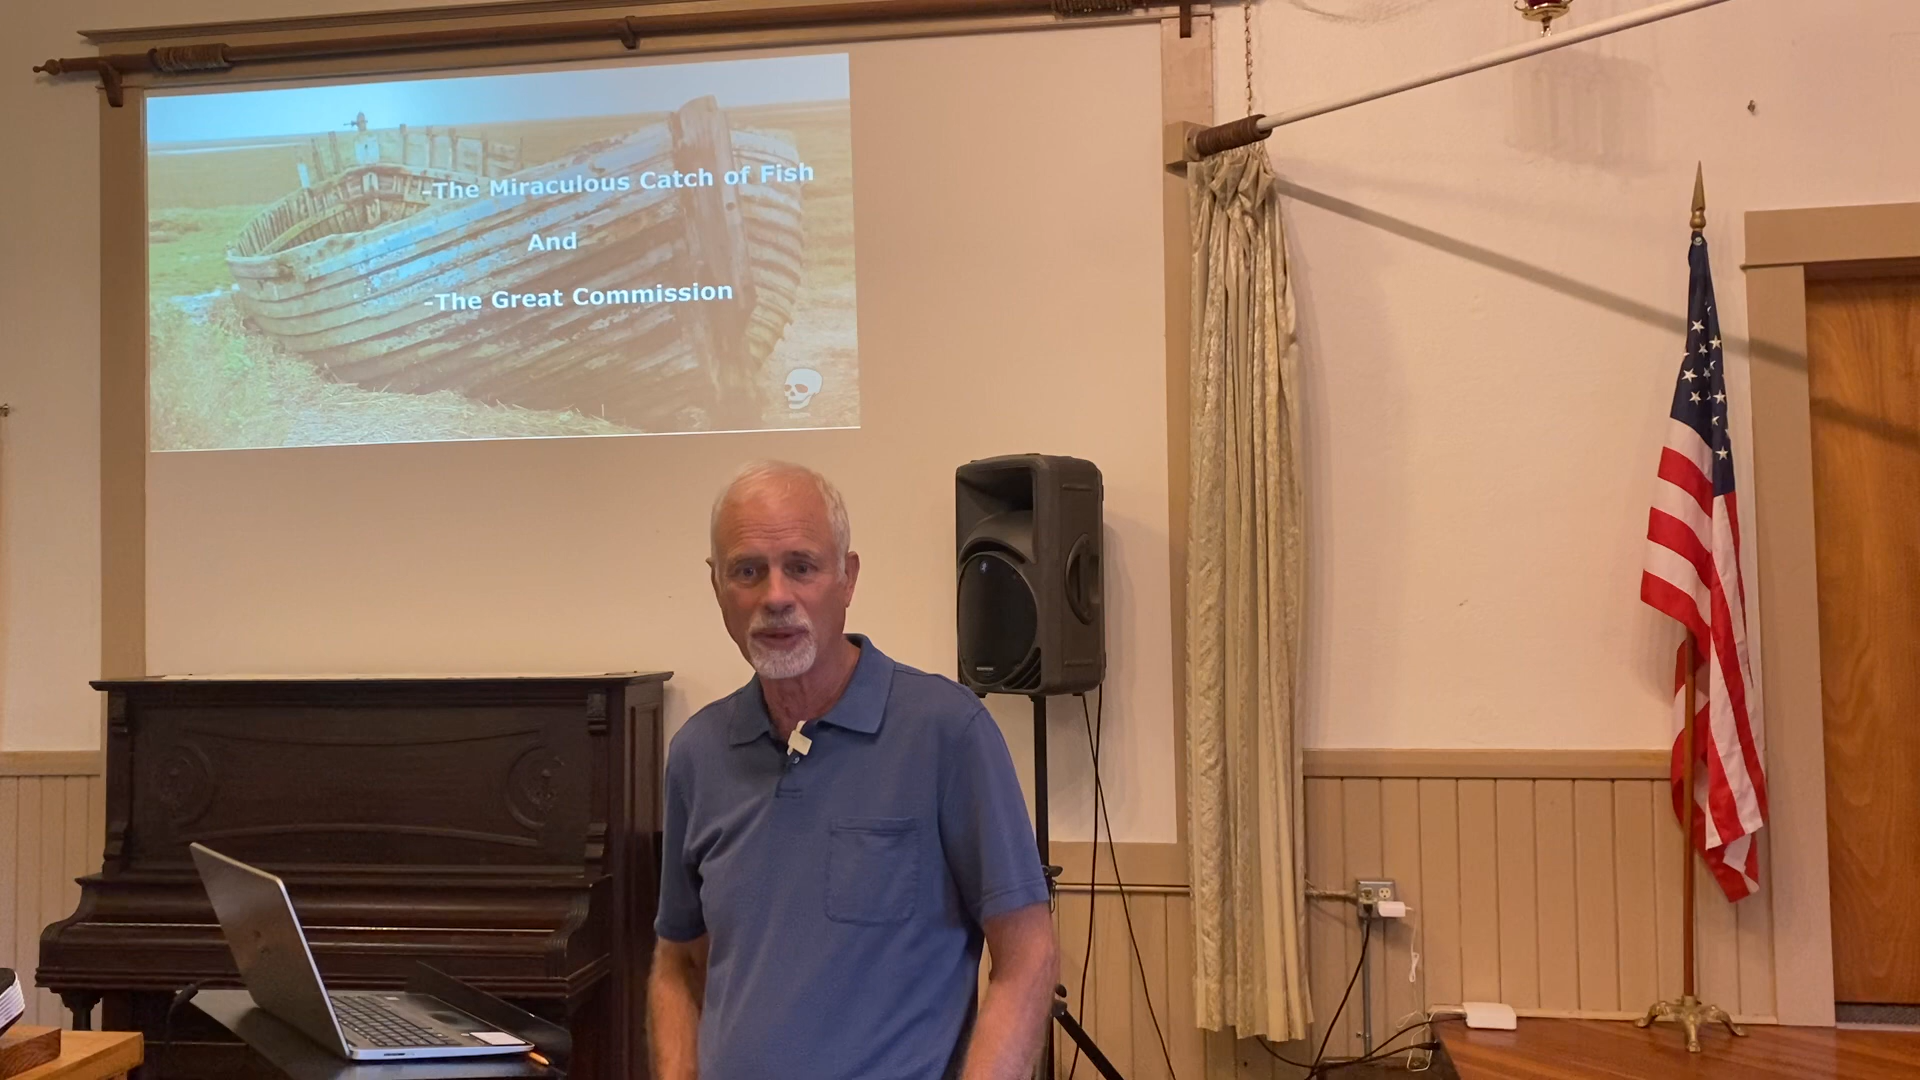 -The Miraculous Catch of Fish
And
-The Great Commission